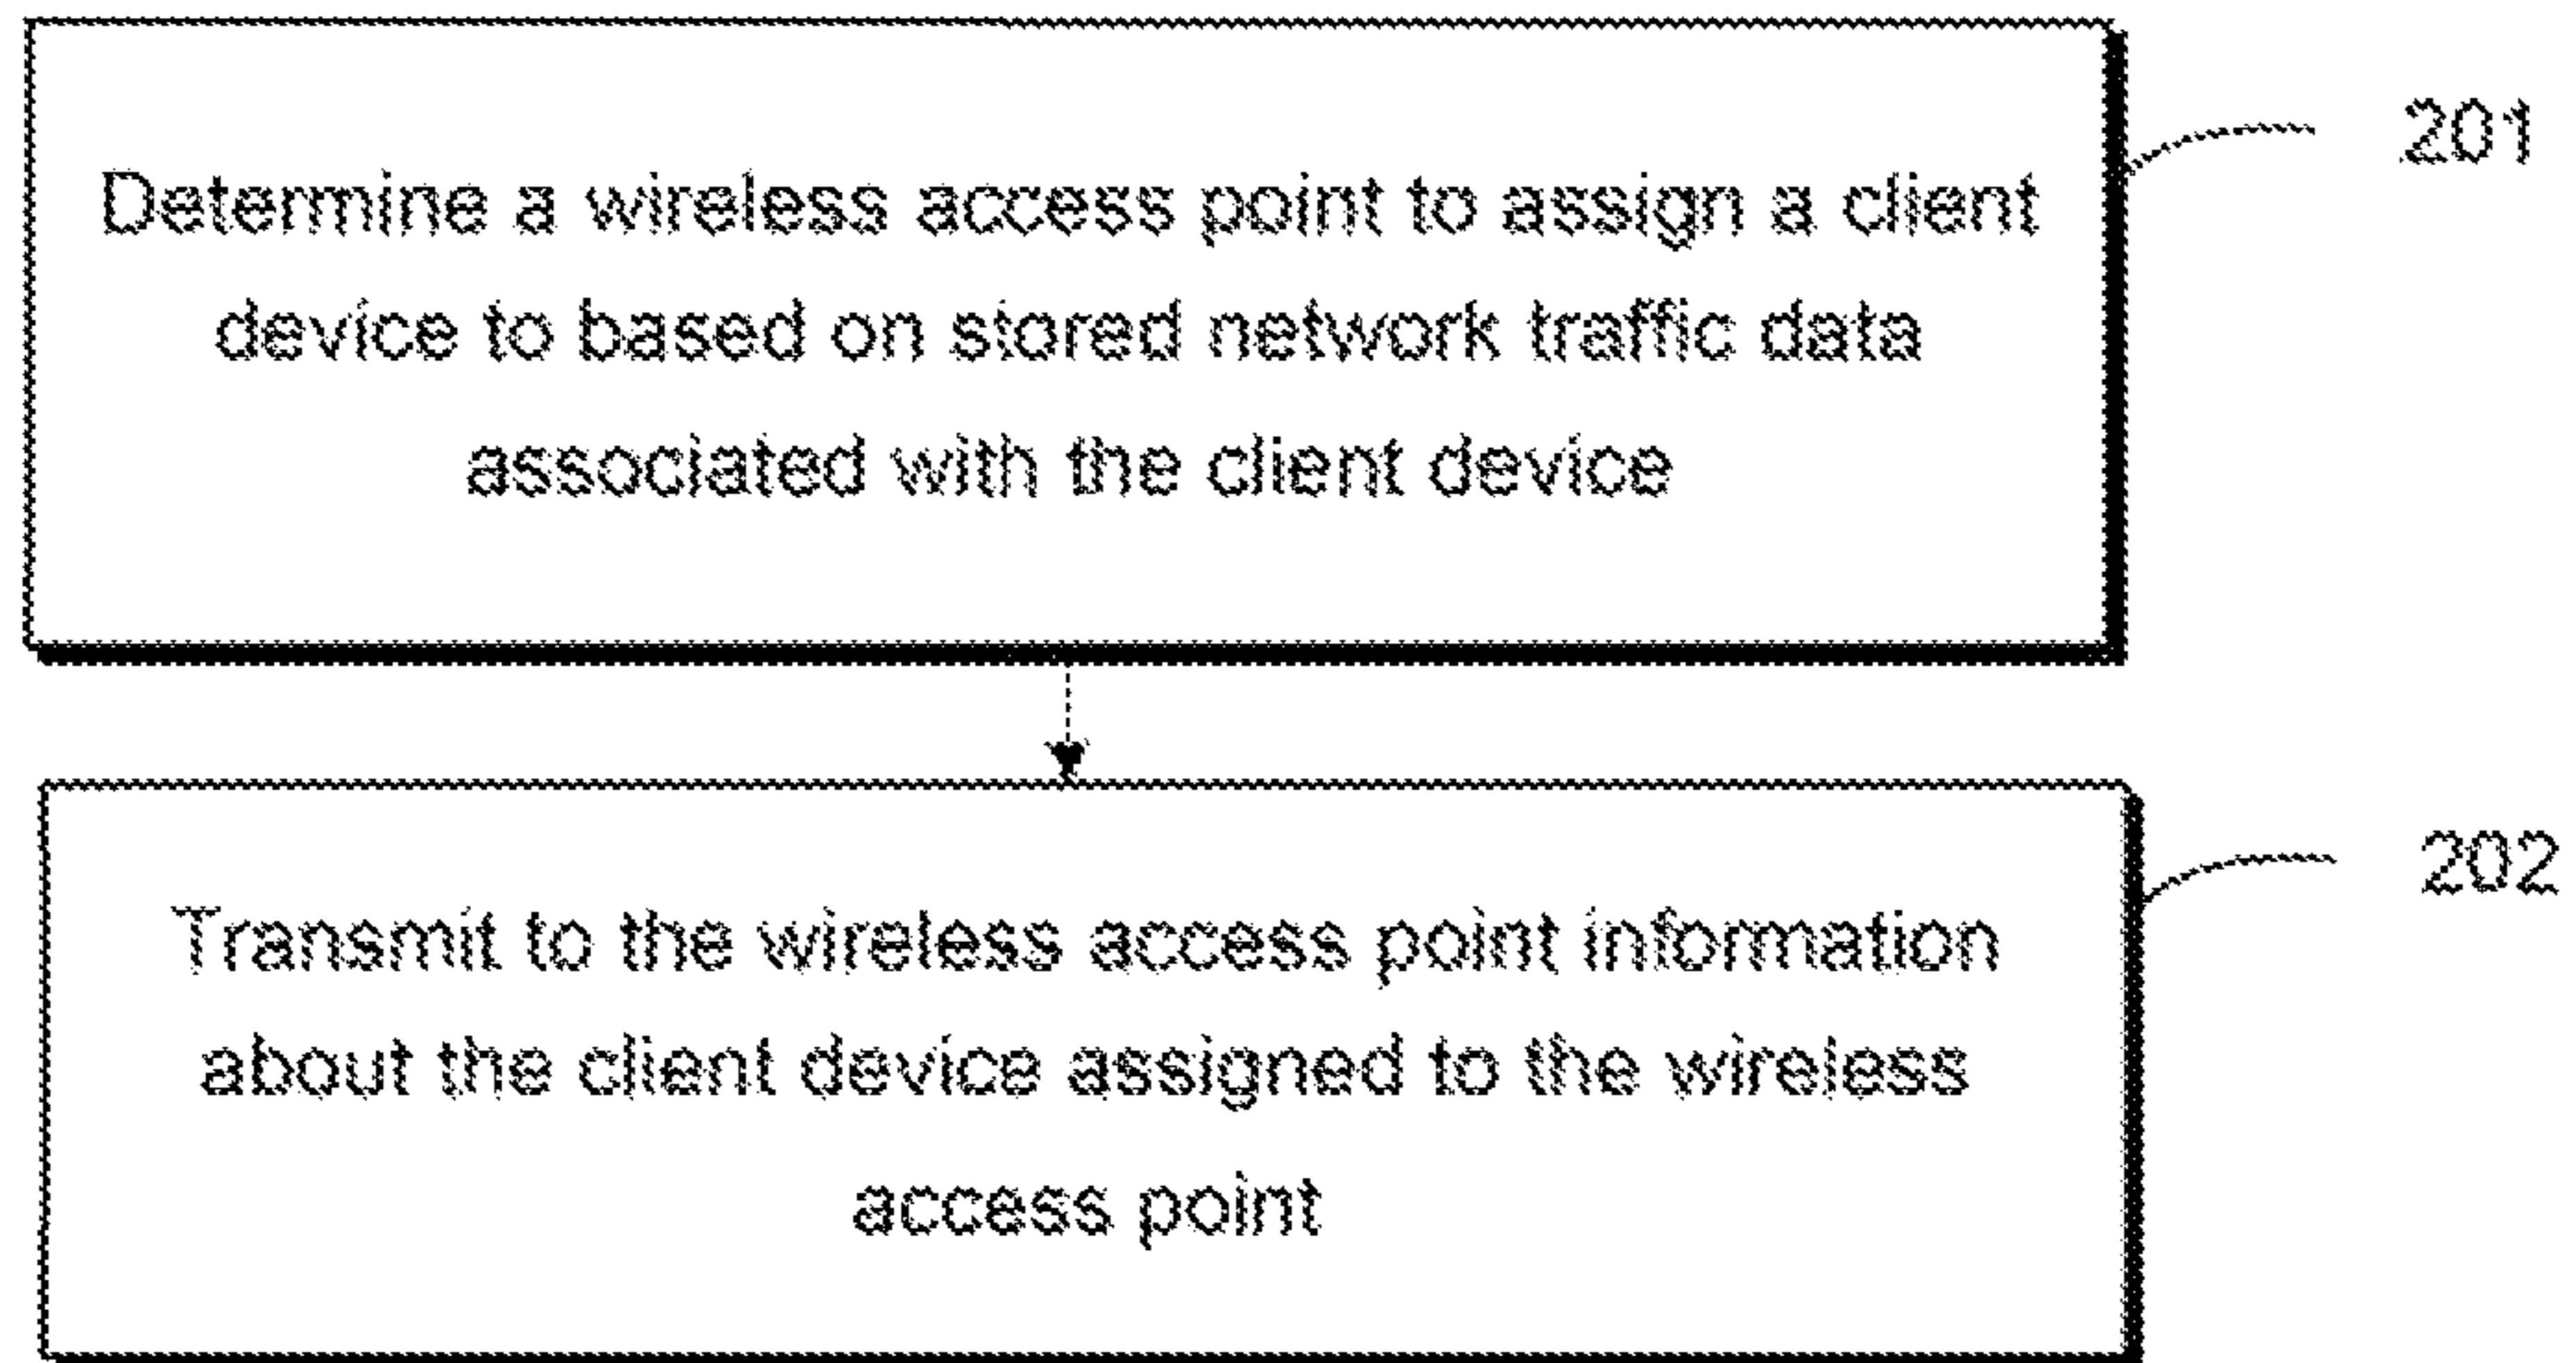 201
Determine a wireless access point to assign a client
device to based on stored network traffic data
associated with the client device
202
Transmit to the wireless access point information
about the client device assigned to the wireless
access point